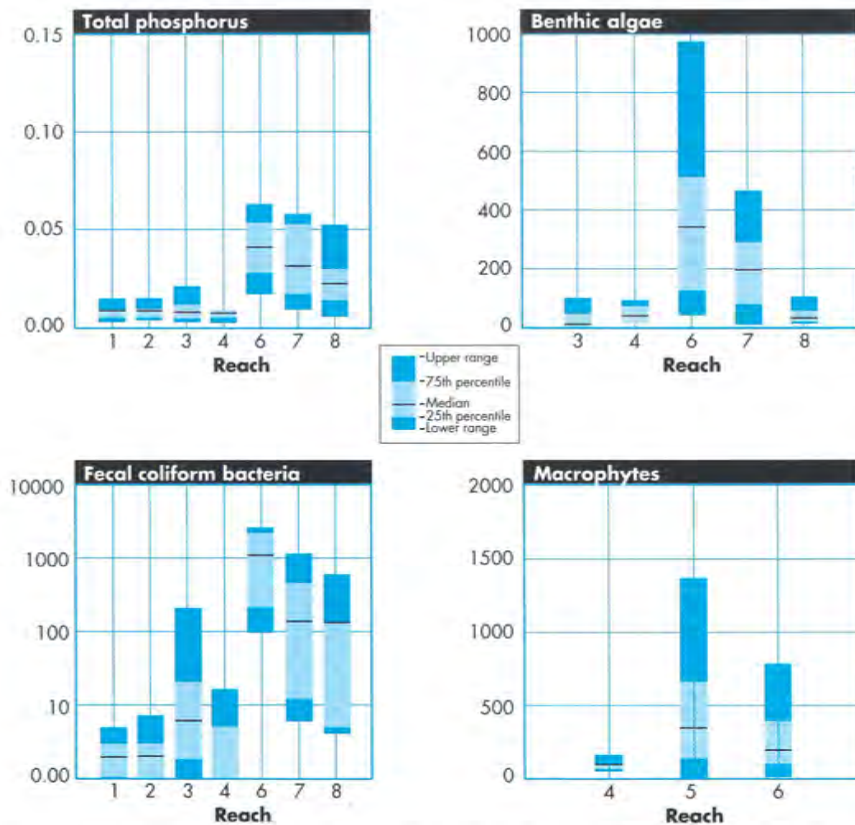 Total phosphorus
0.15
0.10
0.05
0.00
1 2 3 4 6 7 8
Reach
Benthic algae
1000
800
600
400
200
0
3 4 6 7 8
Reach
-Upper range
-75th percentile
-Median
-25th percentile
-Lower range
Fecal coliform bacteria
10000
1000
100
10
0.00
1 2 3 4 6 7 8
Reach
Macrophytes
2000
1500
1000
500
0
4 5 6
Reach